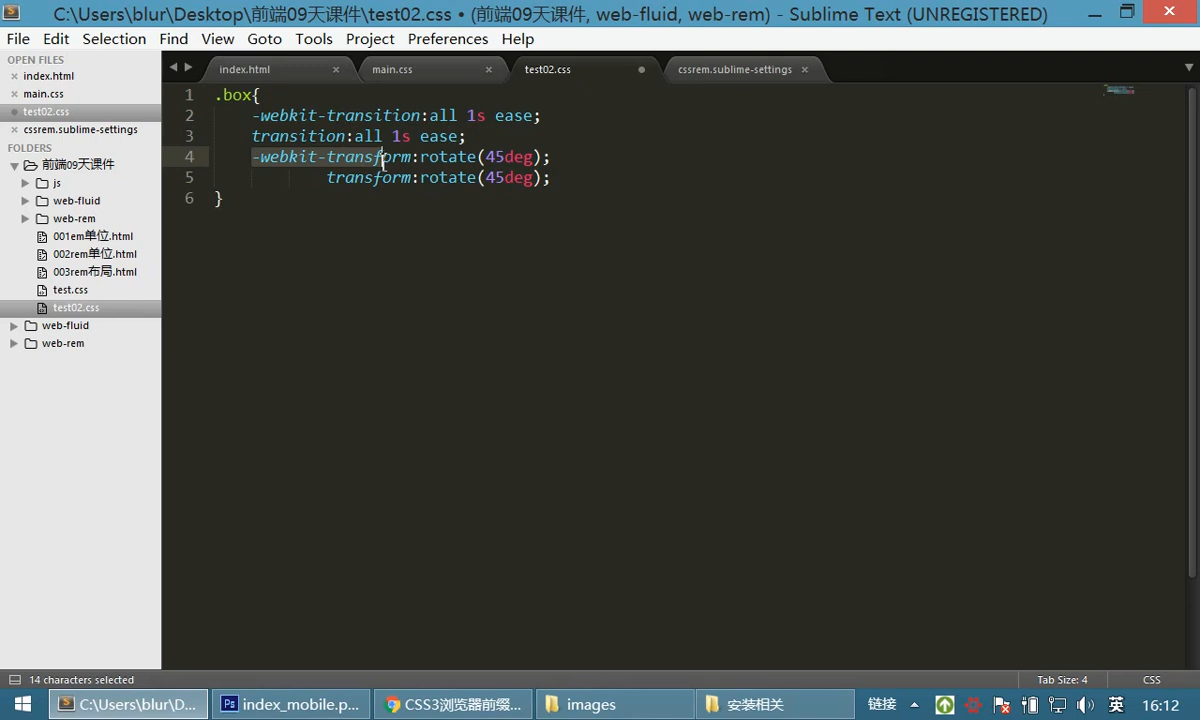 C:\Users\blur\Desktop\前端09天课件\test02.css • (前端09天课件, web-fluid, web-rem) - Sublime Text (UNREGISTERED)
File Edit Selection Find View Goto Tools Project Preferences Help
OPEN FILES
index.html
main.css
test02.css
cssrem.sublime-settings
FOLDERS
前端09天课件
js
web-fluid
web-rem
001em单位.html
002rem单位.html
003rem布局.html
test.css
test02.css
web-fluid
web-rem
index.html main.css test02.css cssrem.sublime-settings
1 .box{
2 -webkit-transition:all 1s ease;
3 transition:all 1s ease;
4 -webkit-transform:rotate(45deg);
5 transform:rotate(45deg);
6 }
14 characters selected Tab Size: 4 CSS
C:\Users\blur\D... index_mobile.p... CSS3浏览器前缀... images 安装相关 链接 英 16:12